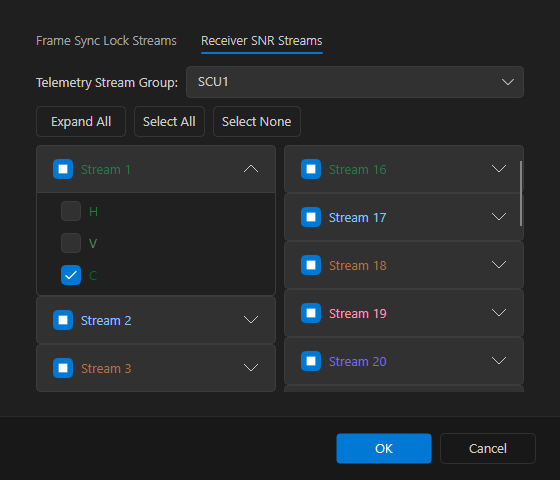 Frame Sync Lock Streams
Receiver SNR Streams
Telemetry Stream Group:
SCU1
Expand All
Select All
Select None
Stream 1
H
V
C
Stream 2
Stream 3
Stream 16
Stream 17
Stream 18
Stream 19
Stream 20
OK
Cancel